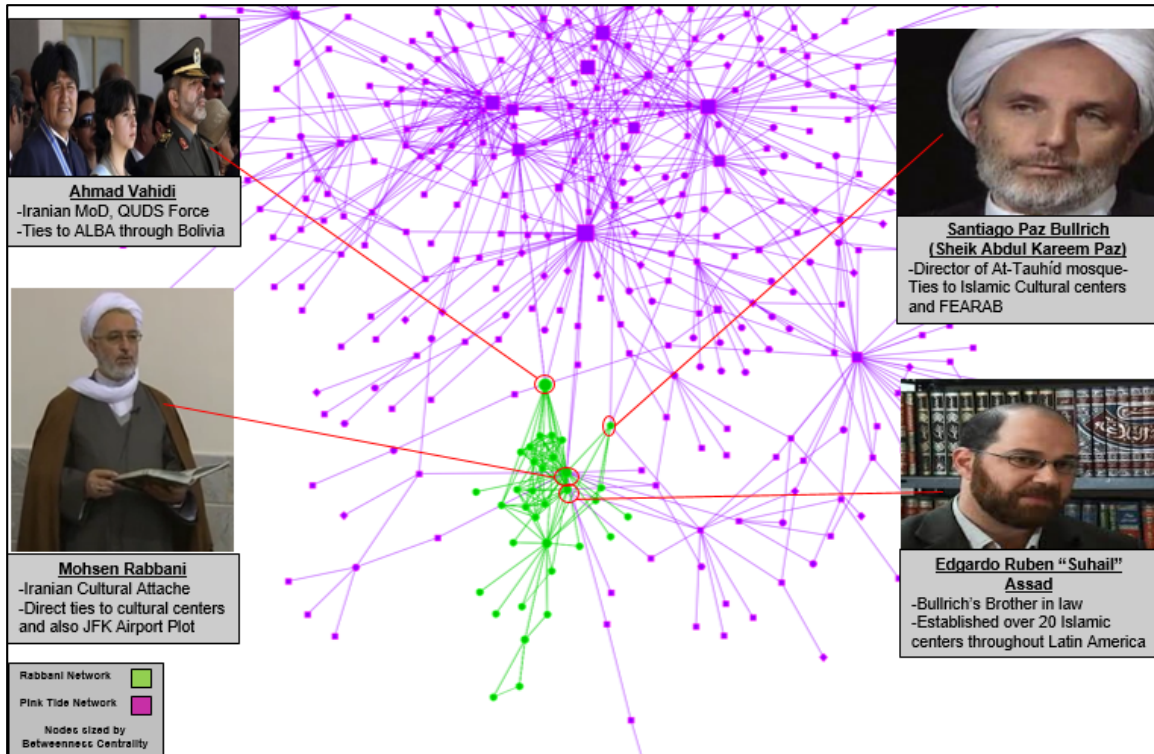 Ahmad Vahidi
-Iranian MoD, QUDS Force
-Ties to ALBA through Bolivia
Mohsen Rabbani
-Iranian Cultural Attache
-Direct ties to cultural centers
and also JFK Airport Plot
Rabbani Network
Pink Tide Network
Nodes sized by
Betweenness Centrality
Santiago Paz Bullrich
(Sheik Abdul Kareem Paz)
-Director of At-Tauhíd mosque-
Ties to Islamic Cultural centers
and FEARAB
Edgardo Ruben “Suhail”
Assad
-Bullrich's Brother in law
-Established over 20 Islamic
centers throughout Latin America